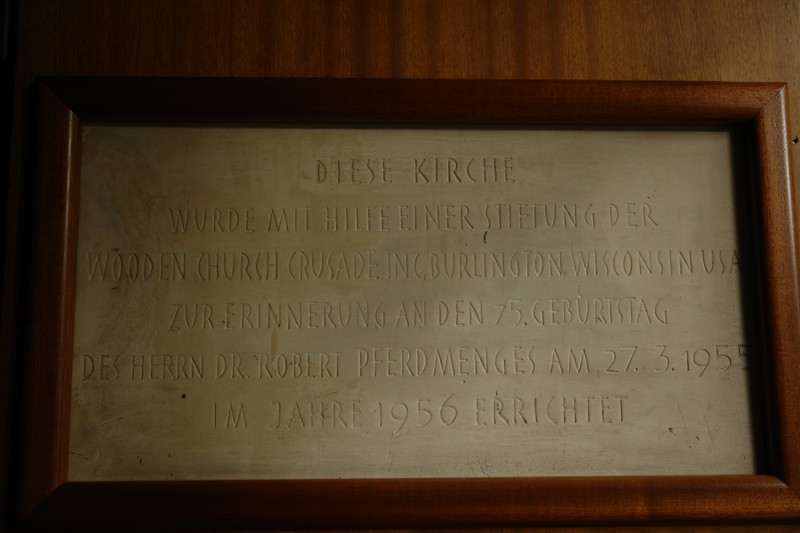 DIESE KIRCHE
WURDE MIT HILFE EINER STIFTUNG DER
WOODEN CHURCH CRUSADE INC, BURLINGTON, WISCONSIN USA
ZUR ERINNERUNG AN DEN 75. GEBURTSTAG
DES HERRN DR. ROBERT PFERDMENGES AM 27. 3. 1955
IM JAHRE 1956 ERRICHTET